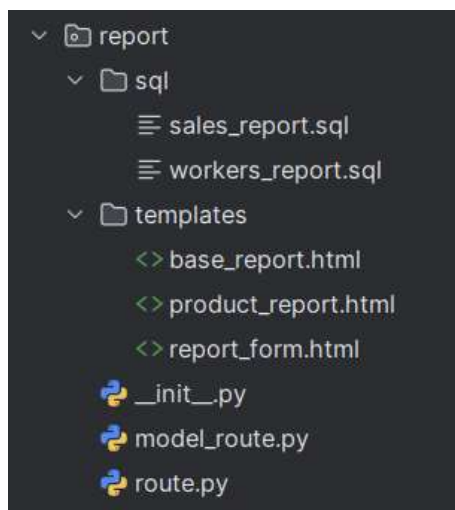 report
sql
sales_report.sql
workers_report.sql
templates
<> base_report.html
<> product_report.html
<> report_form.html
__init__.py
model_route.py
route.py